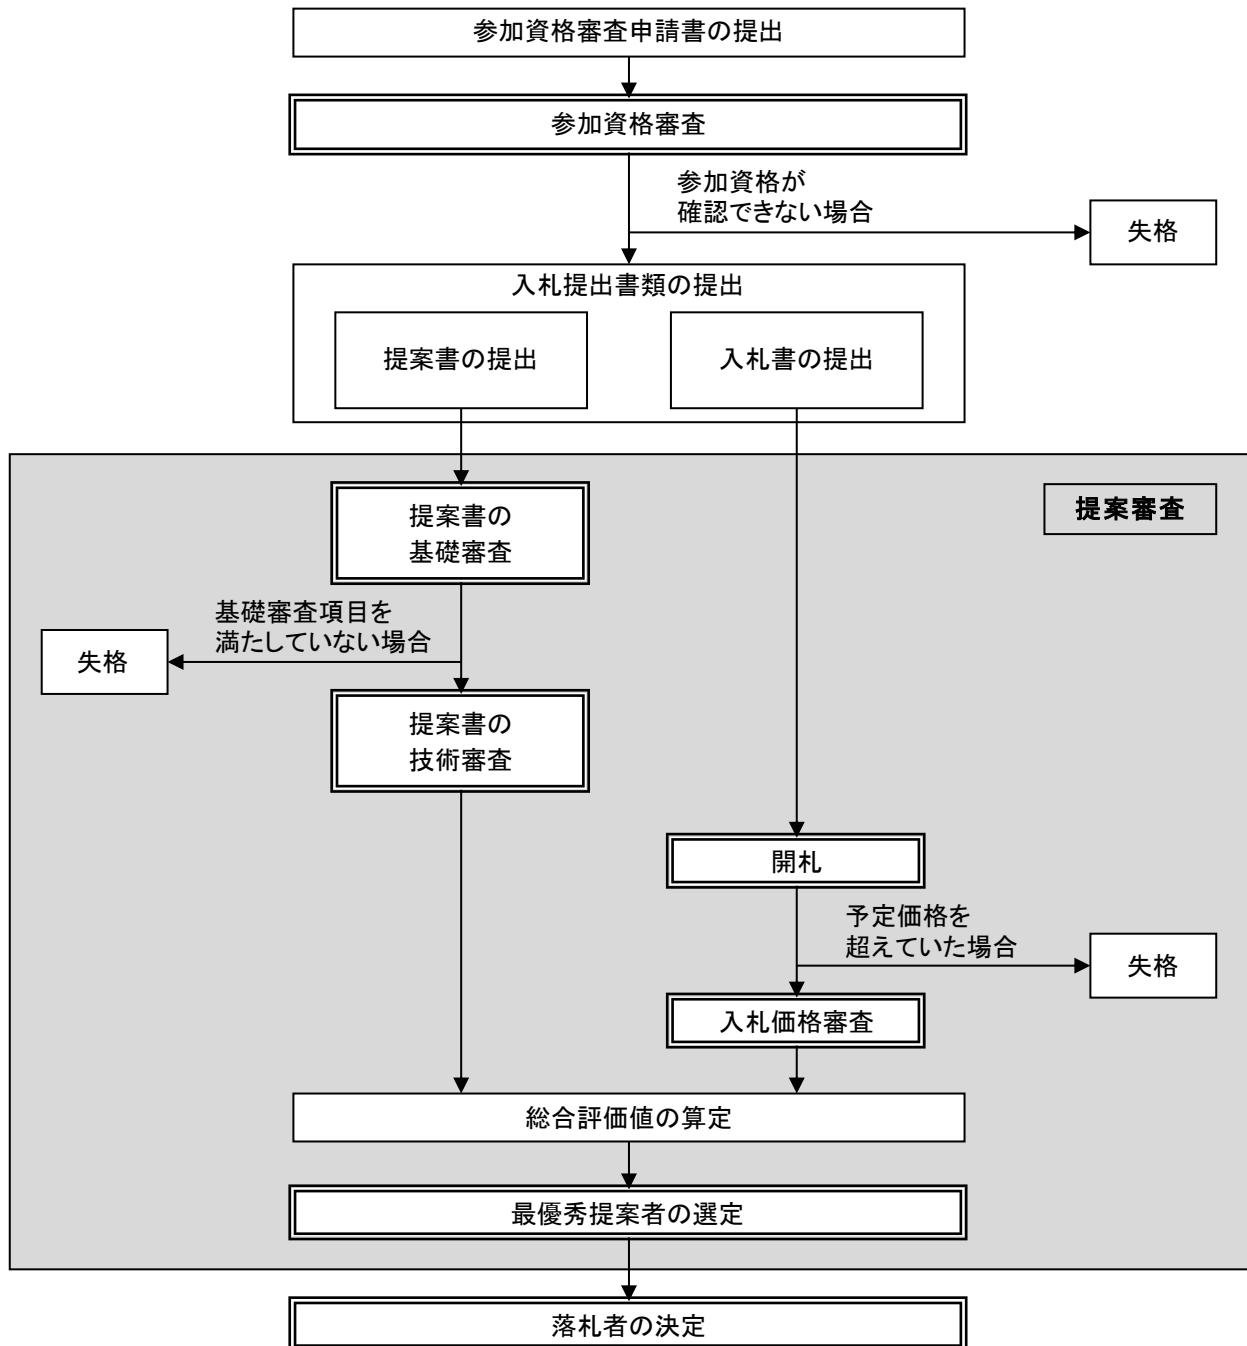 参加資格審査申請書の提出
参加資格審査
参加資格が
確認できない場合
失格
入札提出書類の提出
提案書の提出
入札書の提出
提案審査
提案書の
基礎審査
基礎審査項目を
満たしていない場合
失格
提案書の
技術審査
開札
予定価格を
超えていた場合
失格
入札価格審査
総合評価値の算定
最優秀提案者の選定
落札者の決定